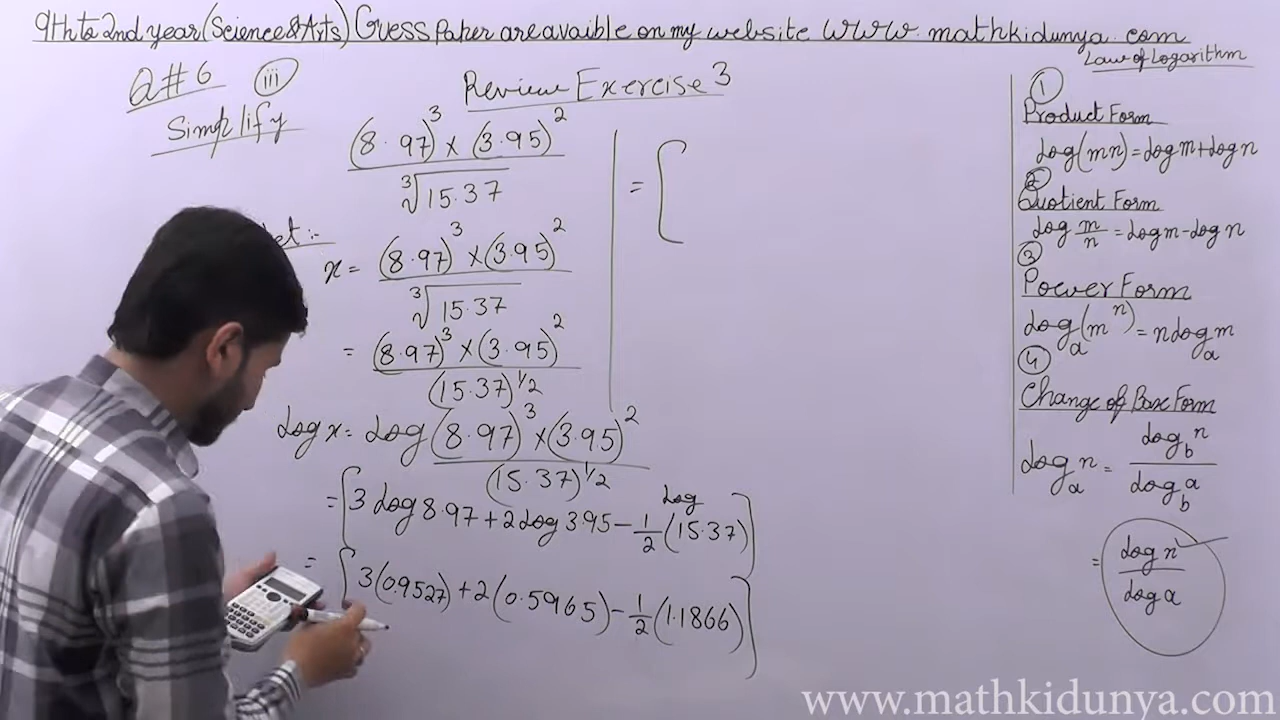 9th to 2nd year (Science & Arts) Guess Paper are avaible on my website www.mathkidunya.com
Q#6 iii
Simplify
Review Exercise 3
(8.97)³ × (3.95)²
∛15.37
Let:-
x = (8.97)³ × (3.95)²
∛15.37
= (8.97)³ × (3.95)²
(15.37)^1/2
Log x = Log (8.97)³ × (3.95)²
(15.37)^1/2
= [3 Log 8.97 + 2 Log 3.95 − 1/2 Log (15.37)]
= [3(0.9527) + 2(0.5965) − 1/2 (1.1866)]
= [
Law of Logarithm
1
Product Form
Log(mn) = Log m + Log n
2
Quotient Form
Log m/n = Log m - Log n
3
Power Form
Log_a(m^n) = n Log_a m
4
Change of Base Form
Log_a n = Log_b n / Log_b a
= Log n / Log a
www.mathkidunya.com